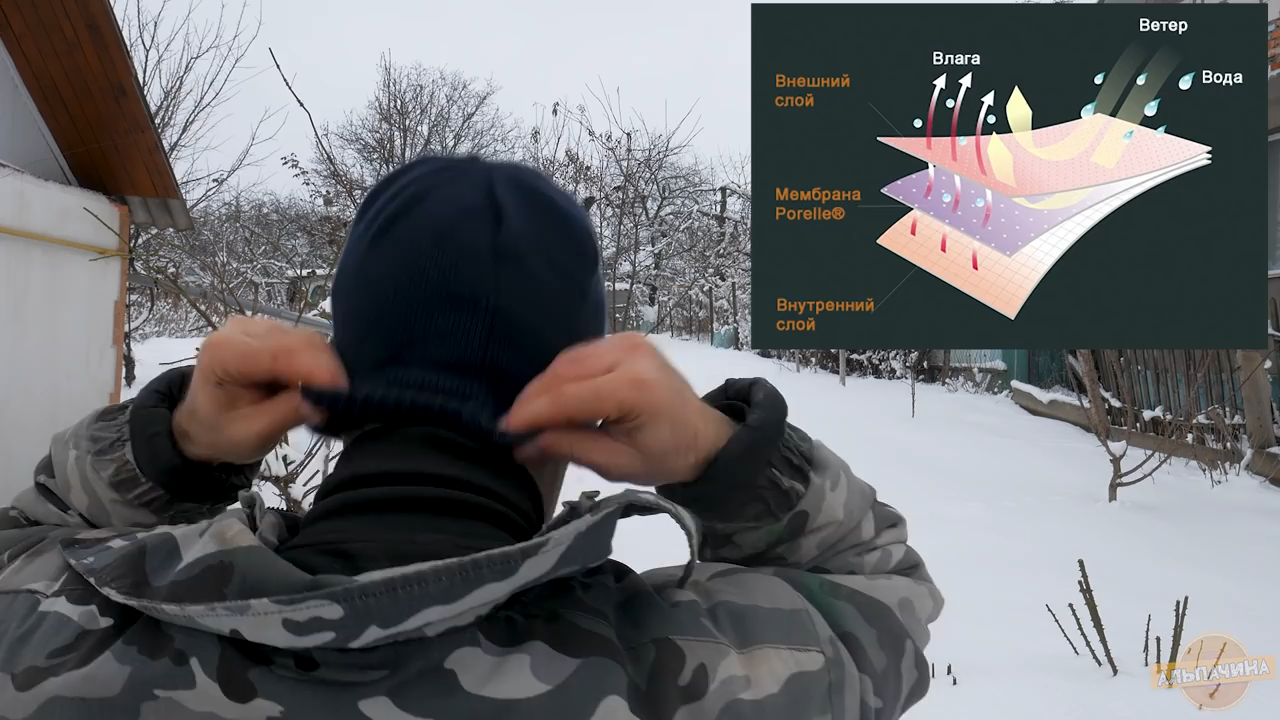 Ветер
Влага
Вода
Внешний
слой
Мембрана
Porelle®
Внутренний
слой
АЛЬПАЧИНА